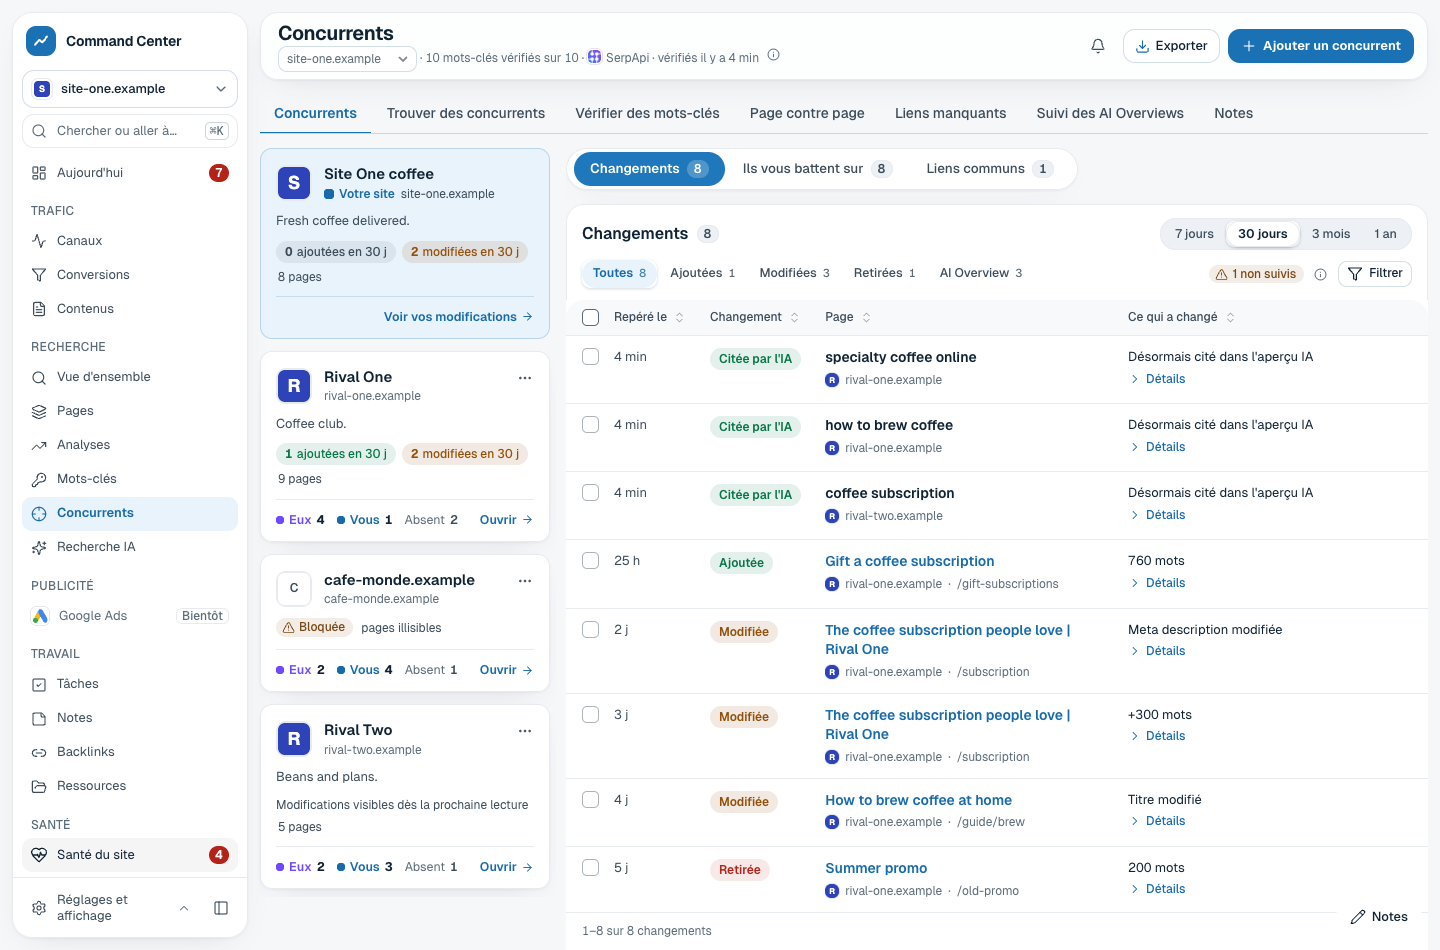 Command Center
S site-one.example
Chercher ou aller à... ⌘K
Aujourd'hui 7
TRAFIC
Canaux
Conversions
Contenus
RECHERCHE
Vue d'ensemble
Pages
Analyses
Mots-clés
Concurrents
Recherche IA
PUBLICITÉ
Google Ads Bientôt
TRAVAIL
Tâches
Notes
Backlinks
Ressources
SANTÉ
Santé du site 4
Réglages et
affichage
Concurrents
site-one.example · 10 mots-clés vérifiés sur 10 · SerpApi · vérifiés il y a 4 min
Exporter
Ajouter un concurrent
Concurrents Trouver des concurrents Vérifier des mots-clés Page contre page Liens manquants Suivi des AI Overviews Notes
S Site One coffee
Votre site site-one.example
Fresh coffee delivered.
0 ajoutées en 30 j 2 modifiées en 30 j
8 pages
Voir vos modifications →
R Rival One
rival-one.example
Coffee club.
1 ajoutées en 30 j 2 modifiées en 30 j
9 pages
Eux 4 Vous 1 Absent 2 Ouvrir →
C cafe-monde.example
cafe-monde.example
Bloquée pages illisibles
Eux 2 Vous 4 Absent 1 Ouvrir →
R Rival Two
rival-two.example
Beans and plans.
Modifications visibles dès la prochaine lecture
5 pages
Eux 2 Vous 3 Absent 1 Ouvrir →
Changements 8 Ils vous battent sur 8 Liens communs 1
Changements 8
7 jours 30 jours 3 mois 1 an
Toutes 8 Ajoutées 1 Modifiées 3 Retirées 1 AI Overview 3
1 non suivis Filtrer
Repéré le Changement Page Ce qui a changé
4 min Citée par l'IA specialty coffee online Désormais cité dans l'aperçu IA
R rival-one.example Détails
4 min Citée par l'IA how to brew coffee Désormais cité dans l'aperçu IA
R rival-one.example Détails
4 min Citée par l'IA coffee subscription Désormais cité dans l'aperçu IA
R rival-two.example Détails
25 h Ajoutée Gift a coffee subscription 760 mots
R rival-one.example · /gift-subscriptions Détails
2 j Modifiée The coffee subscription people love | Meta description modifiée
Rival One Détails
R rival-one.example · /subscription
3 j Modifiée The coffee subscription people love | +300 mots
Rival One Détails
R rival-one.example · /subscription
4 j Modifiée How to brew coffee at home Titre modifié
R rival-one.example · /guide/brew Détails
5 j Retirée Summer promo 200 mots
R rival-one.example · /old-promo Détails
1–8 sur 8 changements
Notes